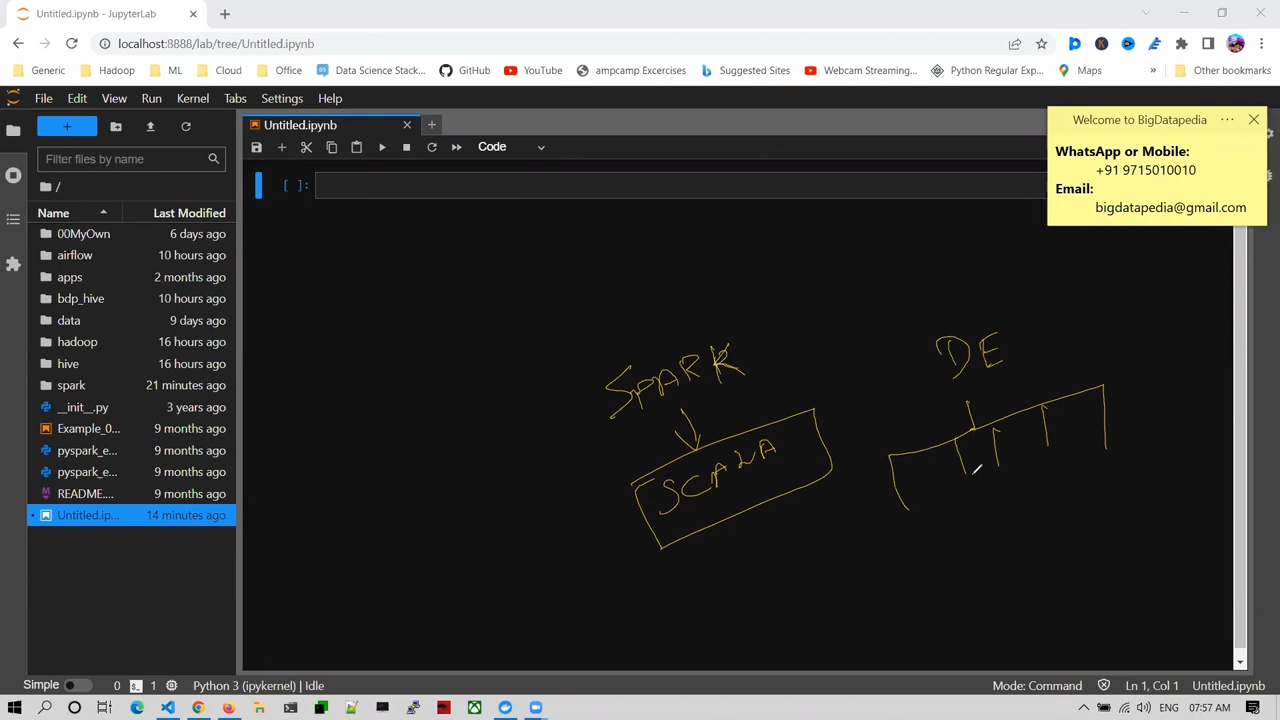 Untitled.ipynb - JupyterLab
localhost:8888/lab/tree/Untitled.ipynb
Generic Hadoop ML Cloud Office Data Science Stack... GitHub YouTube ampcamp Excercises Suggested Sites Webcam Streaming... Python Regular Exp... Maps » Other bookmarks
File Edit View Run Kernel Tabs Settings Help
Untitled.ipynb
Code
Filter files by name
/
Name Last Modified
00MyOwn 6 days ago
airflow 10 hours ago
apps 2 months ago
bdp_hive 10 hours ago
data 9 days ago
hadoop 16 hours ago
hive 16 hours ago
spark 21 minutes ago
__init__.py 3 years ago
Example_0... 9 months ago
pyspark_e... 9 months ago
pyspark_e... 9 months ago
README.... 9 months ago
Untitled.ip... 14 minutes ago
[ ]:
Welcome to BigDatapedia
WhatsApp or Mobile:
+91 9715010010
Email:
bigdatapedia@gmail.com
SPARK
SCALA
DE
Simple 0 1 Python 3 (ipykernel) | Idle Mode: Command Ln 1, Col 1 Untitled.ipynb
ENG 07:57 AM